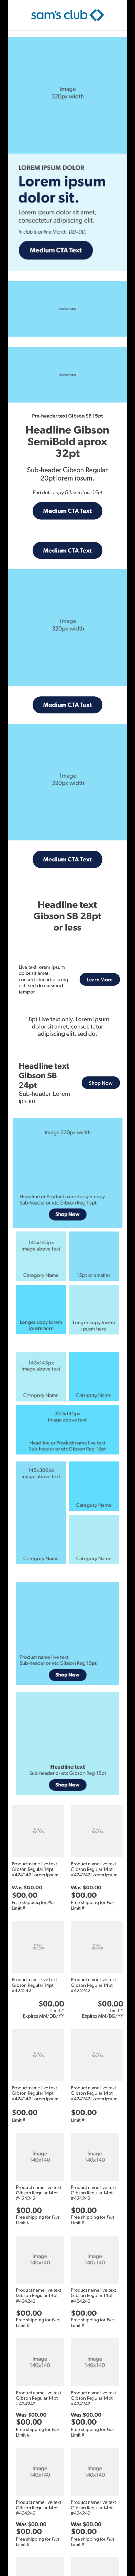 sam's club
Image
320px width
LOREM IPSUM DOLOR
Lorem ipsum
dolor sit.
Lorem ipsum dolor sit amet,
consectetur adipiscing elit.
In club & online Month. DD–DD.
Medium CTA Text
Pre-header text Gibson SB 15pt
Headline Gibson
SemiBold aprox
32pt
Sub-header Gibson Regular
20pt lorem ipsum.
End date copy Gibson Italic 15pt
Medium CTA Text
Medium CTA Text
Image
320px width
Medium CTA Text
Image
320px width
Medium CTA Text
Headline text
Gibson SB 28pt
or less
Live text lorem ipsum
dolor sit amet,
consectetur adipiscing
elit, sed do eiusmod
tempor.
Learn More
18pt Live text only. Lorem ipsum
dolor sit amet, consec tetur
adipiscing elit, sed do.
Headline text
Gibson SB
24pt
Sub-header Lorem
ipsum
Shop Now
Image 320px width
Headline or Product name longer copy
Sub-header or etc Gibson Reg 15pt
Shop Now
145x145px
image above text
Category Name
15pt or smaller
Longer copy lorem
ipsum here
Longer copy lorem
ipsum here
145x145px
image above text
Category Name
Category Name
300x145px
image above text
Headline or Product name live text
Sub-header or etc Gibson Reg 15pt
145x300px
image above text
Category Name
Category Name
Category Name
Product name live text
Sub-header or etc Gibson Reg 15pt
Shop Now
Headline text
Sub-header or etc Gibson Reg 15pt
Shop Now
Product name live text
Gibson Regular 14pt
#424242 Lorem ipsum
Was $00.00
$00.00
Free shipping for Plus
Limit #
Product name live text
Gibson Regular 14pt
#424242 Lorem ipsum
Was $00.00
$00.00
Free shipping for Plus
Limit #
Product name live text
Gibson Regular 14pt
#424242
$00.00
Limit #
Expires MM/DD/YY
Product name live text
Gibson Regular 14pt
#424242
$00.00
Limit #
Expires MM/DD/YY
Product name live text
Gibson Regular 14pt
#424242 Lorem ipsum
$00.00
Limit #
Product name live text
Gibson Regular 14pt
#424242 Lorem ipsum
$00.00
Limit #
Image
140x140
Product name live text
Gibson Regular 14pt
#424242
$00.00
Free shipping for Plus
Limit #
Image
140x140
Product name live text
Gibson Regular 14pt
#424242
$00.00
Free shipping for Plus
Limit #
Image
140x140
Product name live text
Gibson Regular 14pt
#424242
$00.00
Free shipping for Plus
Limit #
Image
140x140
Product name live text
Gibson Regular 14pt
#424242
$00.00
Free shipping for Plus
Limit #
Image
140x140
Product name live text
Gibson Regular 14pt
#424242
Was $00.00
$00.00
Free shipping for Plus
Limit #
Image
140x140
Product name live text
Gibson Regular 14pt
#424242
Was $00.00
$00.00
Free shipping for Plus
Limit #
Image
140x140
Product name live text
Gibson Regular 14pt
#424242
Was $00.00
$00.00
Free shipping for Plus
Limit #
Image
140x140
Product name live text
Gibson Regular 14pt
#424242
Was $00.00
$00.00
Free shipping for Plus
Limit #